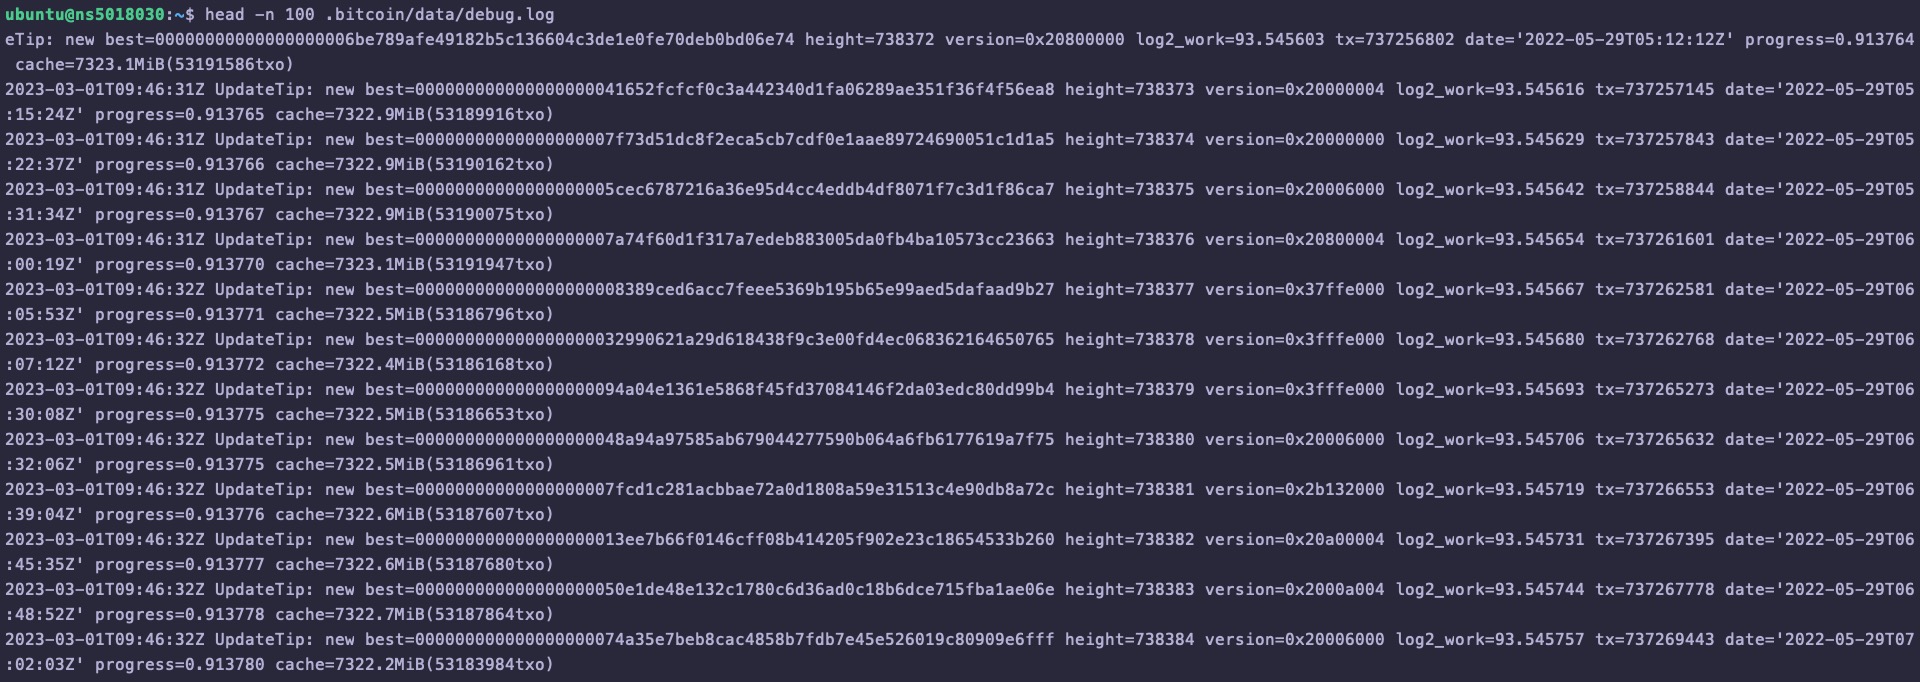 ubuntu@ns5018030:~$ head -n 100 .bitcoin/data/debug.log
eTip: new best=00000000000000000006be789afe49182b5c136604c3de1e0fe70deb0bd06e74 height=738372 version=0x20800000 log2_work=93.545603 tx=737256802 date='2022-05-29T05:12:12Z' progress=0.913764
cache=7323.1MiB(53191586txo)
2023-03-01T09:46:31Z UpdateTip: new best=000000000000000000041652fcfcf0c3a442340d1fa06289ae351f36f4f56ea8 height=738373 version=0x20000004 log2_work=93.545616 tx=737257145 date='2022-05-29T05
:15:24Z' progress=0.913765 cache=7322.9MiB(53189916txo)
2023-03-01T09:46:31Z UpdateTip: new best=00000000000000000007f73d51dc8f2eca5cb7cdf0e1aae89724690051c1d1a5 height=738374 version=0x20000000 log2_work=93.545629 tx=737257843 date='2022-05-29T05
:22:37Z' progress=0.913766 cache=7322.9MiB(53190162txo)
2023-03-01T09:46:31Z UpdateTip: new best=00000000000000000005cec6787216a36e95d4cc4eddb4df8071f7c3d1f86ca7 height=738375 version=0x20006000 log2_work=93.545642 tx=737258844 date='2022-05-29T05
:31:34Z' progress=0.913767 cache=7322.9MiB(53190075txo)
2023-03-01T09:46:31Z UpdateTip: new best=00000000000000000007a74f60d1f317a7edeb883005da0fb4ba10573cc23663 height=738376 version=0x20800004 log2_work=93.545654 tx=737261601 date='2022-05-29T06
:00:19Z' progress=0.913770 cache=7323.1MiB(53191947txo)
2023-03-01T09:46:32Z UpdateTip: new best=000000000000000000008389ced6acc7feee5369b195b65e99aed5dafaad9b27 height=738377 version=0x37ffe000 log2_work=93.545667 tx=737262581 date='2022-05-29T06
:05:53Z' progress=0.913771 cache=7322.5MiB(53186796txo)
2023-03-01T09:46:32Z UpdateTip: new best=000000000000000000032990621a29d618438f9c3e00fd4ec068362164650765 height=738378 version=0x3fffe000 log2_work=93.545680 tx=737262768 date='2022-05-29T06
:07:12Z' progress=0.913772 cache=7322.4MiB(53186168txo)
2023-03-01T09:46:32Z UpdateTip: new best=000000000000000000094a04e1361e5868f45fd37084146f2da03edc80dd99b4 height=738379 version=0x3fffe000 log2_work=93.545693 tx=737265273 date='2022-05-29T06
:30:08Z' progress=0.913775 cache=7322.5MiB(53186653txo)
2023-03-01T09:46:32Z UpdateTip: new best=000000000000000000048a94a97585ab679044277590b064a6fb6177619a7f75 height=738380 version=0x20006000 log2_work=93.545706 tx=737265632 date='2022-05-29T06
:32:06Z' progress=0.913775 cache=7322.5MiB(53186961txo)
2023-03-01T09:46:32Z UpdateTip: new best=00000000000000000007fcd1c281acbbae72a0d1808a59e31513c4e90db8a72c height=738381 version=0x2b132000 log2_work=93.545719 tx=737266553 date='2022-05-29T06
:39:04Z' progress=0.913776 cache=7322.6MiB(53187607txo)
2023-03-01T09:46:32Z UpdateTip: new best=000000000000000000013ee7b66f0146cff08b414205f902e23c18654533b260 height=738382 version=0x20a00004 log2_work=93.545731 tx=737267395 date='2022-05-29T06
:45:35Z' progress=0.913777 cache=7322.6MiB(53187680txo)
2023-03-01T09:46:32Z UpdateTip: new best=000000000000000000050e1de48e132c1780c6d36ad0c18b6dce715fba1ae06e height=738383 version=0x2000a004 log2_work=93.545744 tx=737267778 date='2022-05-29T06
:48:52Z' progress=0.913778 cache=7322.7MiB(53187864txo)
2023-03-01T09:46:32Z UpdateTip: new best=000000000000000000074a35e7beb8cac4858b7fdb7e45e526019c80909e6fff height=738384 version=0x20006000 log2_work=93.545757 tx=737269443 date='2022-05-29T07
:02:03Z' progress=0.913780 cache=7322.2MiB(53183984txo)